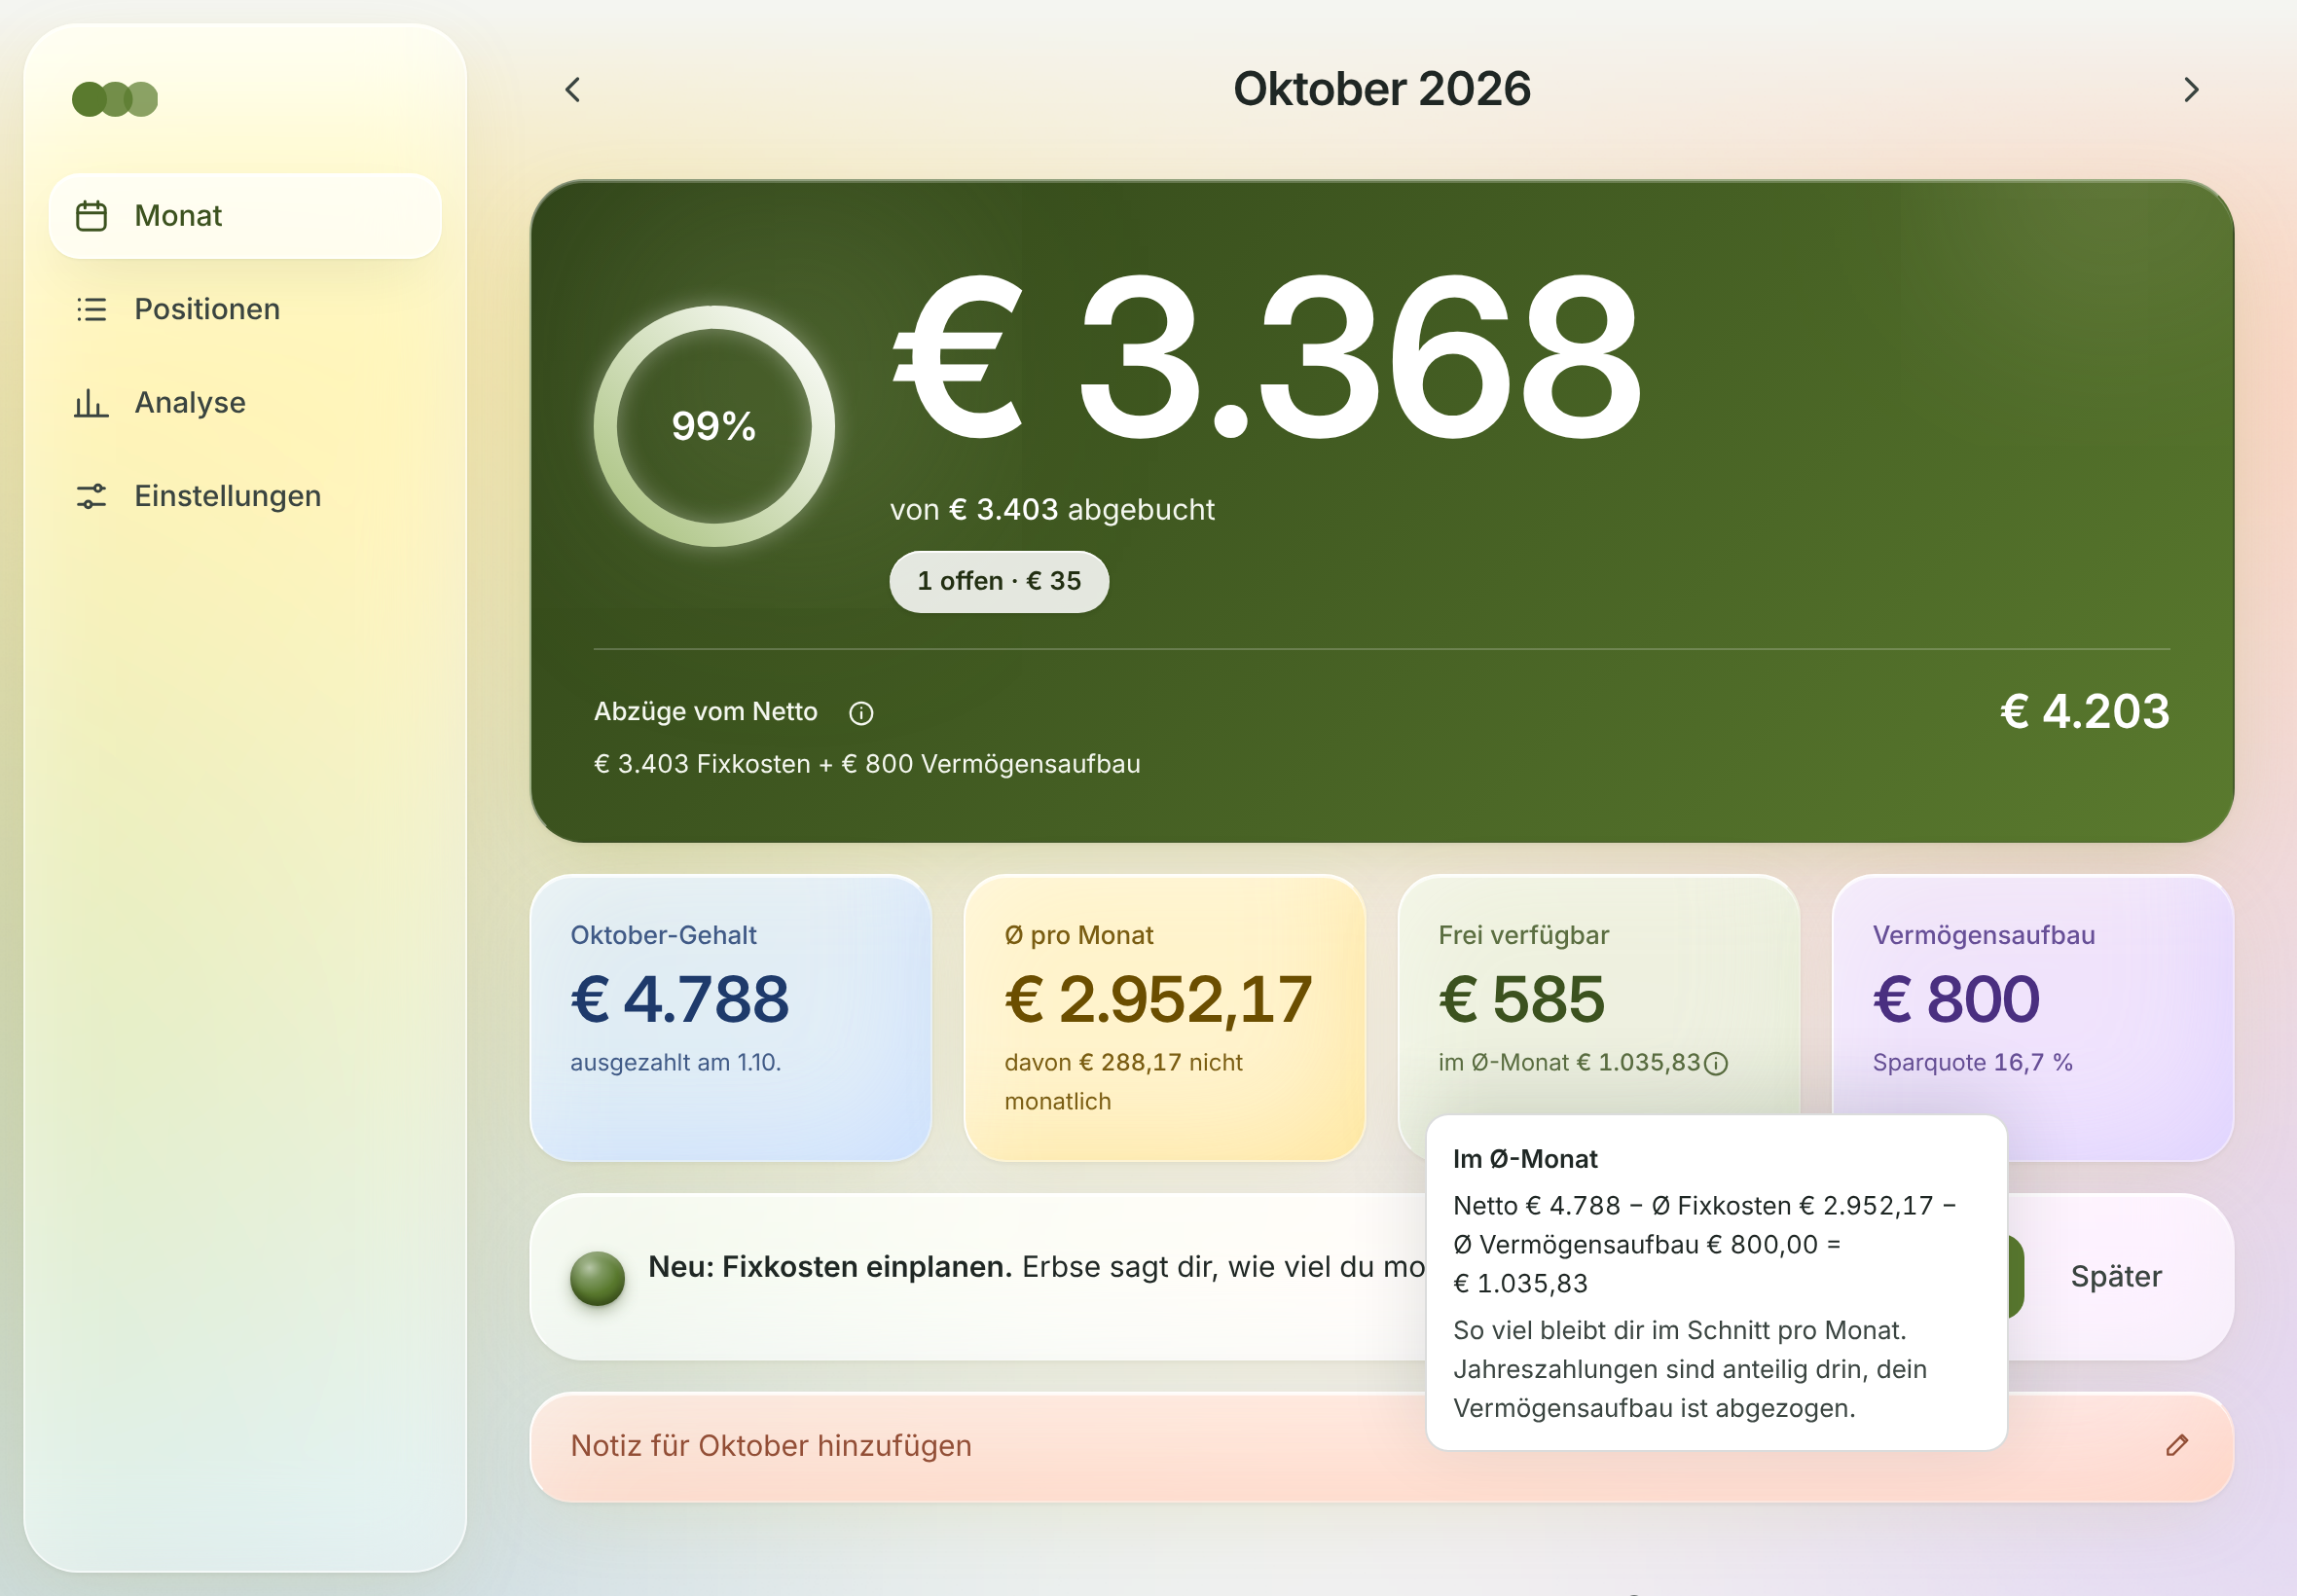 Oktober 2026
Monat
Positionen
Analyse
Einstellungen
99%
€ 3.368
von € 3.403 abgebucht
1 offen · € 35
Abzüge vom Netto
€ 4.203
€ 3.403 Fixkosten + € 800 Vermögensaufbau
Oktober-Gehalt
€ 4.788
ausgezahlt am 1.10.
Ø pro Monat
€ 2.952,17
davon € 288,17 nicht
monatlich
Frei verfügbar
€ 585
im Ø-Monat € 1.035,83
Vermögensaufbau
€ 800
Sparquote 16,7 %
Im Ø-Monat
Netto € 4.788 − Ø Fixkosten € 2.952,17 −
Ø Vermögensaufbau € 800,00 =
€ 1.035,83
So viel bleibt dir im Schnitt pro Monat.
Jahreszahlungen sind anteilig drin, dein
Vermögensaufbau ist abgezogen.
Neu: Fixkosten einplanen. Erbse sagt dir, wie viel du
Später
Notiz für Oktober hinzufügen